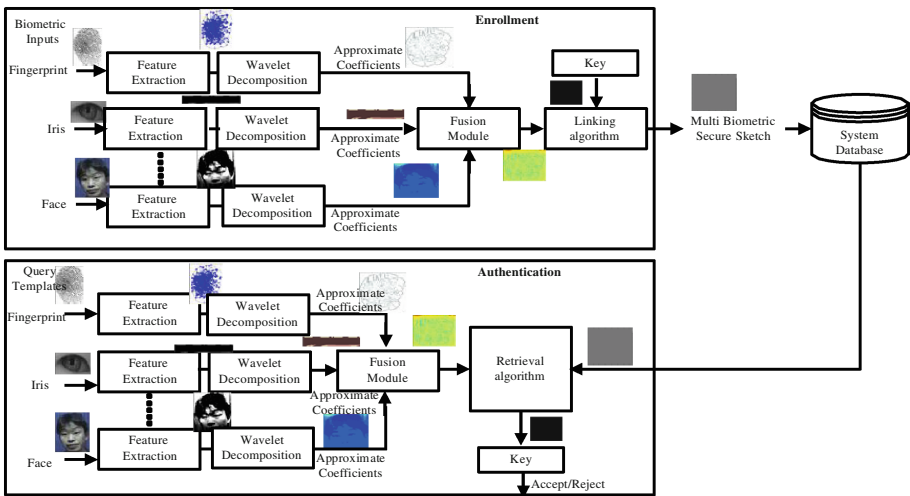 Enrollment
Biometric
Inputs
Fingerprint
Feature
Extraction
Wavelet
Decomposition
Approximate
Coefficients
Key
Iris
Feature
Extraction
Wavelet
Decomposition
Approximate
Coefficients
Fusion
Module
Linking
algorithm
Multi Biometric
Secure Sketch
System
Database
Face
Feature
Extraction
Wavelet
Decomposition
Approximate
Coefficients
Authentication
Query
Templates
Fingerprint
Feature
Extraction
Wavelet
Decomposition
Approximate
Coefficients
Iris
Feature
Extraction
Wavelet
Decomposition
Fusion
Module
Retrieval
algorithm
Approximate
Coefficients
Face
Feature
Extraction
Wavelet
Decomposition
Approximate
Coefficients
Key
Accept/Reject